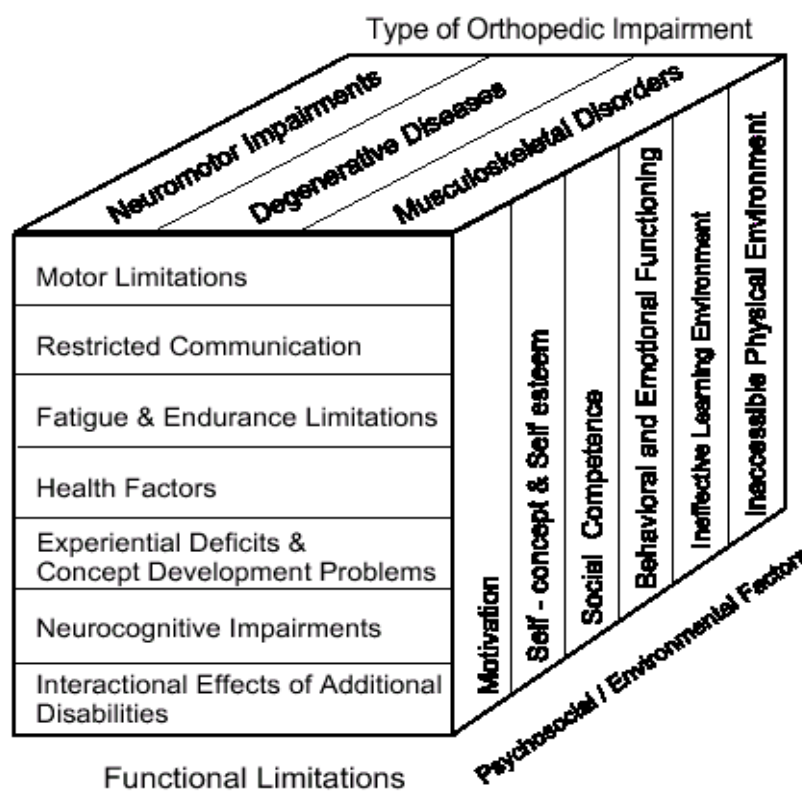 Type of Orthopedic Impairment
Neuromotor Impairments
Degenerative Diseases
Musculoskeletal Disorders
Motor Limitations
Restricted Communication
Fatigue & Endurance Limitations
Health Factors
Experiential Deficits &
Concept Development Problems
Neurocognitive Impairments
Interactional Effects of Additional
Disabilities
Motivation
Self - concept & Self esteem
Social Competence
Behavioral and Emotional Functioning
Ineffective Learning Environment
Inaccessible Physical Environment
Psychosocial / Environmental Factors
Functional Limitations